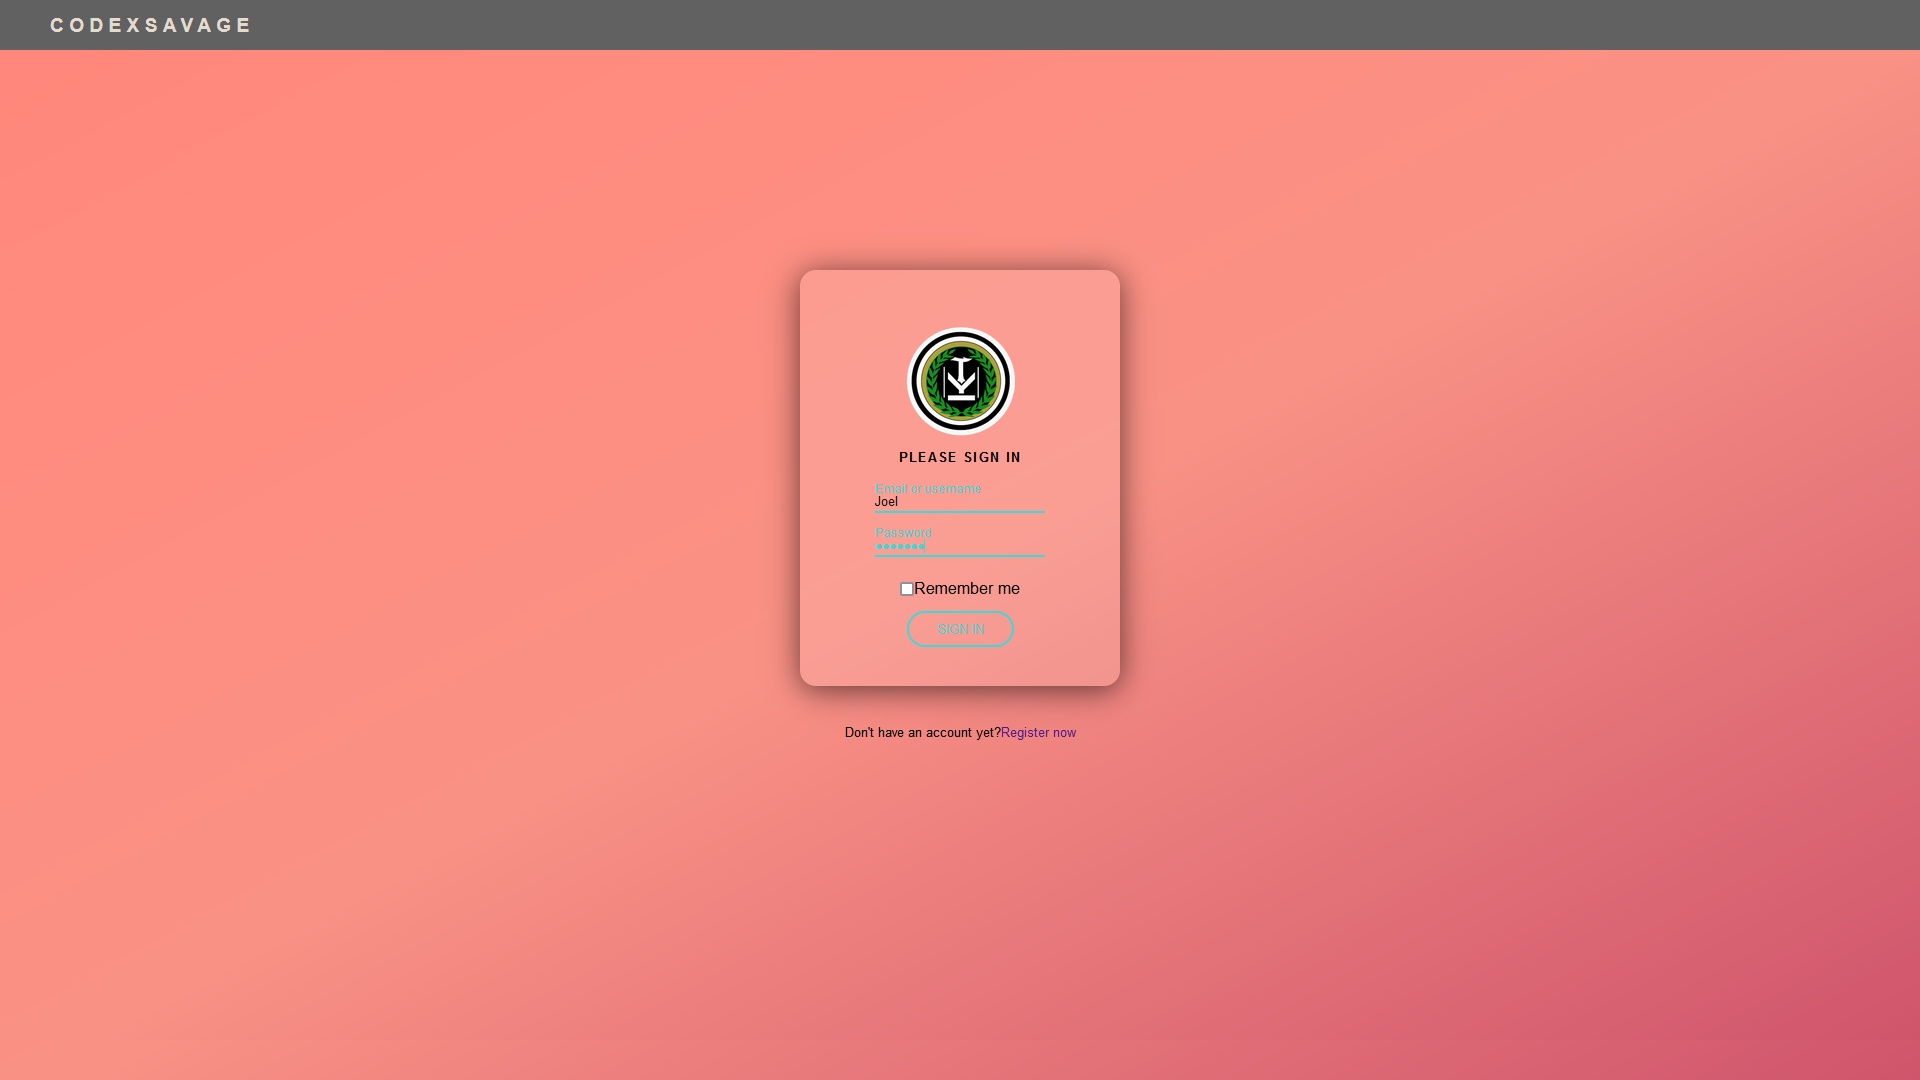 CODEXSAVAGE
PLEASE SIGN IN
Email or username
Joel
Password
•••••••
Remember me
SIGN IN
Don't have an account yet?Register now